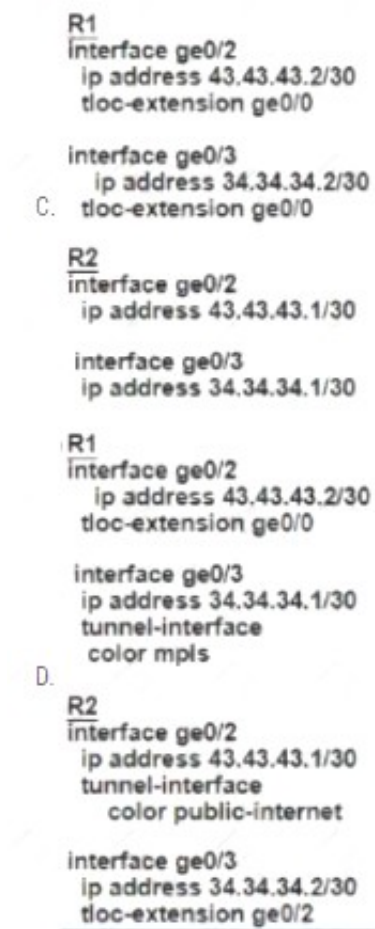 R1
interface ge0/2
ip address 43.43.43.2/30
tloc-extension ge0/0
interface ge0/3
ip address 34.34.34.2/30
C. tloc-extension ge0/0
R2
interface ge0/2
ip address 43.43.43.1/30
interface ge0/3
ip address 34.34.34.1/30
R1
interface ge0/2
ip address 43.43.43.2/30
tloc-extension ge0/0
interface ge0/3
ip address 34.34.34.1/30
tunnel-interface
color mpls
D.
R2
interface ge0/2
ip address 43.43.43.1/30
tunnel-interface
color public-internet
interface ge0/3
ip address 34.34.34.2/30
tloc-extension ge0/2